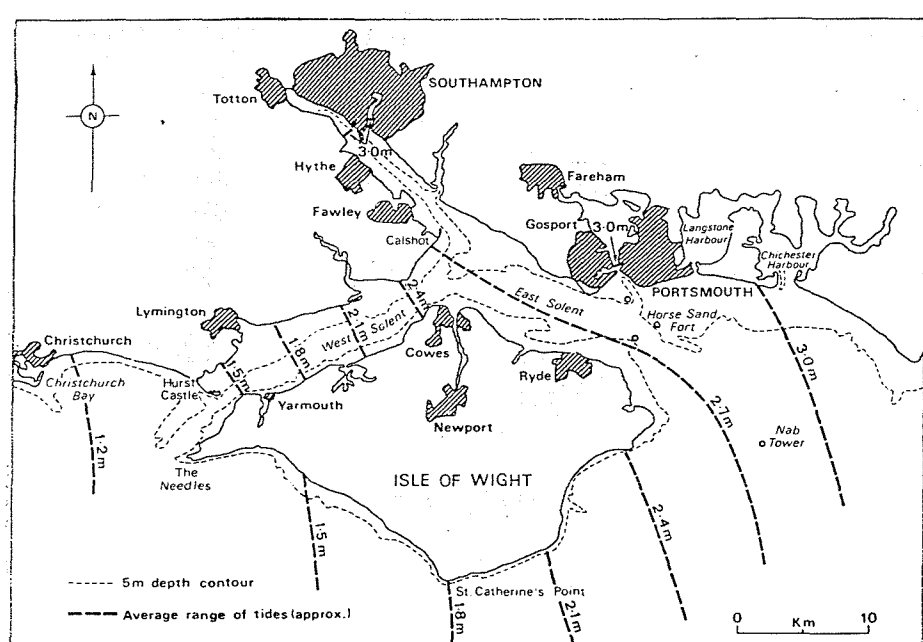 SOUTHAMPTON
Totton
N
3·0m
Hythe
Fareham
Fawley
Gosport
3·0m
Langstone
Harbour
Calshot
Chichester
Harbour
PORTSMOUTH
East Solent
2·4m
Lymington
2·1m
West Solent
Horse Sand
Fort
Christchurch
1·8m
Cowes
3·0m
Christchurch
Bay
Hurst
Castle
1·5m
Yarmouth
Ryde
2·7m
Newport
1·2m
Nab
Tower
The
Needles
ISLE OF WIGHT
1·5m
2·4m
5m depth contour
St. Catherine's Point
Average range of tides (approx.)
1·8m
2·1m
0 Km 10